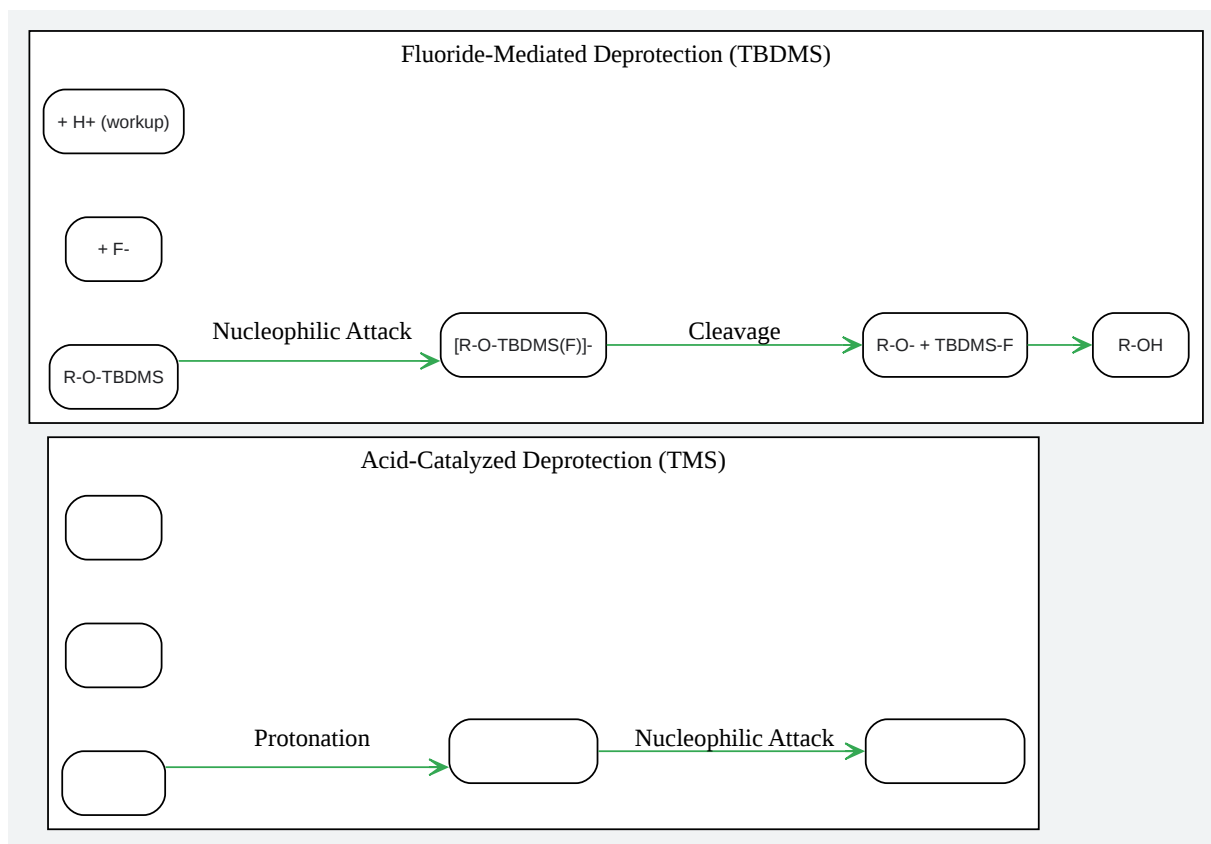 Fluoride-Mediated Deprotection (TBDMS)
+ H+ (workup)
+ F-
R-O-TBDMS
Nucleophilic Attack
[R-O-TBDMS(F)]-
Cleavage
R-O- + TBDMS-F
R-OH
Acid-Catalyzed Deprotection (TMS)
Protonation
Nucleophilic Attack